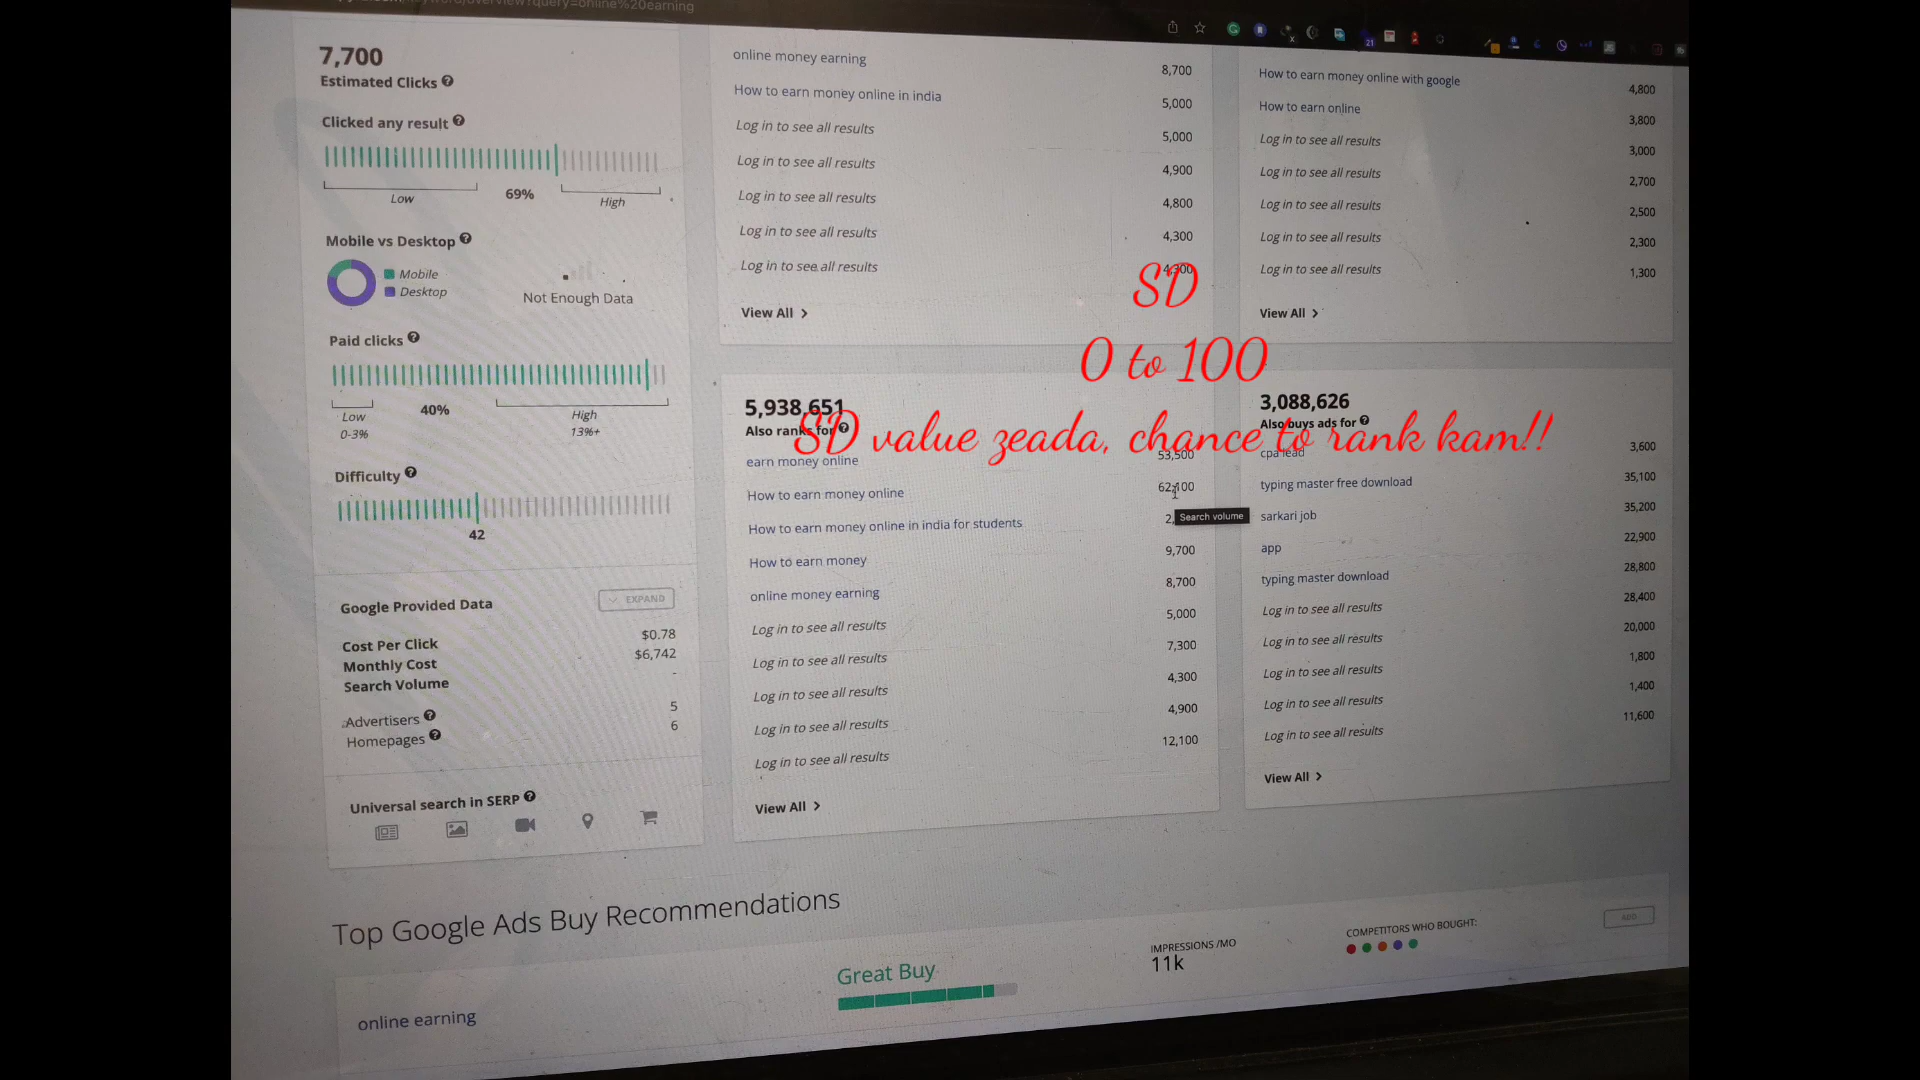 overview?query=online%20earning
7,700
Estimated Clicks
Clicked any result
Low
69%
High
Mobile vs Desktop
Mobile
Desktop
Not Enough Data
Paid clicks
Low
0-3%
40%
High
13%+
Difficulty
42
Google Provided Data
EXPAND
Cost Per Click $0.78
Monthly Cost $6,742
Search Volume -
Advertisers 5
Homepages 6
Universal search in SERP
online money earning 8,700
How to earn money online in india 5,000
Log in to see all results 5,000
Log in to see all results 4,900
Log in to see all results 4,800
Log in to see all results 4,300
Log in to see all results 4,300
View All >
How to earn money online with google 4,800
How to earn online 3,800
Log in to see all results 3,000
Log in to see all results 2,700
Log in to see all results 2,500
Log in to see all results 2,300
Log in to see all results 1,300
View All >
SD
0 to 100
SD value zeada, chance to rank kam!!
5,938,651
Also ranks for
earn money online 53,500
How to earn money online 62,100
How to earn money online in india for students
Search volume
How to earn money 9,700
online money earning 8,700
Log in to see all results 5,000
Log in to see all results 7,300
Log in to see all results 4,300
Log in to see all results 4,900
Log in to see all results 12,100
View All >
3,088,626
Also buys ads for
cpa lead 3,600
typing master free download 35,100
sarkari job 35,200
app 22,900
typing master download 28,800
Log in to see all results 28,400
Log in to see all results 20,000
Log in to see all results 1,800
Log in to see all results 1,400
Log in to see all results 11,600
View All >
Top Google Ads Buy Recommendations
online earning
Great Buy
IMPRESSIONS /MO
11k
COMPETITORS WHO BOUGHT:
ADD
21